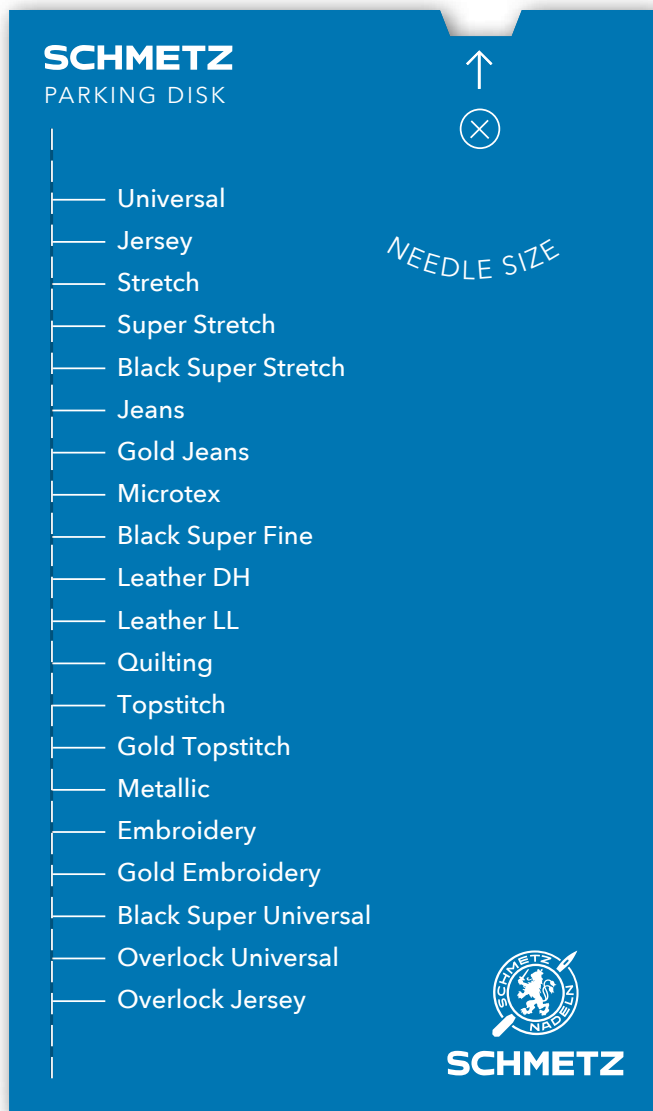 SCHMETZ
PARKING DISK
NEEDLE SIZE
Universal
Jersey
Stretch
Super Stretch
Black Super Stretch
Jeans
Gold Jeans
Microtex
Black Super Fine
Leather DH
Leather LL
Quilting
Topstitch
Gold Topstitch
Metallic
Embroidery
Gold Embroidery
Black Super Universal
Overlock Universal
Overlock Jersey
SCHMETZ
NADELN
SCHMETZ